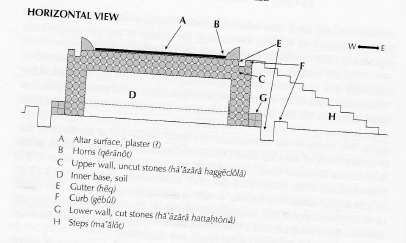 HORIZONTAL VIEW
A
B
E
W E
F
C
G
D
H
A Altar surface, plaster (?)
B Horns (qĕrānôt)
C Upper wall, uncut stones (hā‘ăzārâ haggĕdôlâ)
D Inner base, soil
E Gutter (ḥêq)
F Curb (gĕbûl)
G Lower wall, cut stones (hā‘ăzārâ hattaḥtônâ)
H Steps (ma‘ălôt)